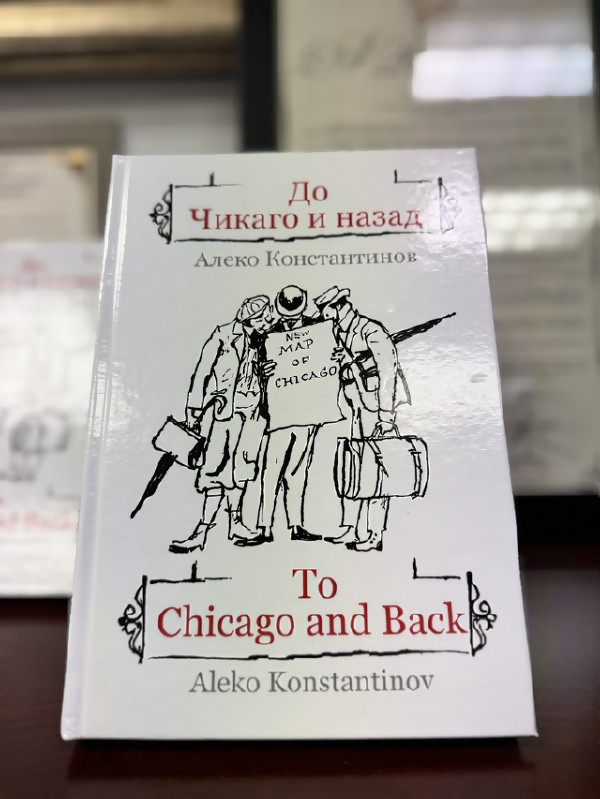 До
Чикаго и назад
Алеко Константинов
NEW
MAP
OF
CHICAGO
To
Chicago and Back
Aleko Konstantinov